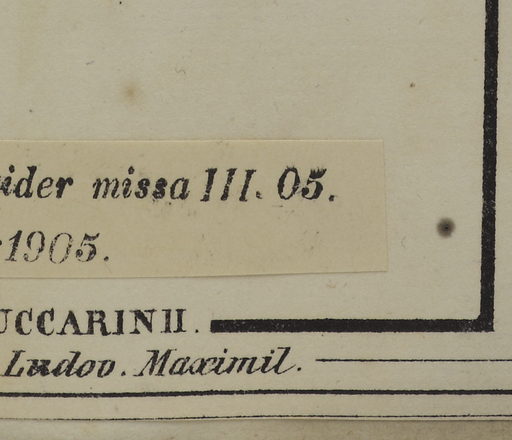 ider missa III. 05.
1905.
UCCARINII.
Ludov. Maximil.